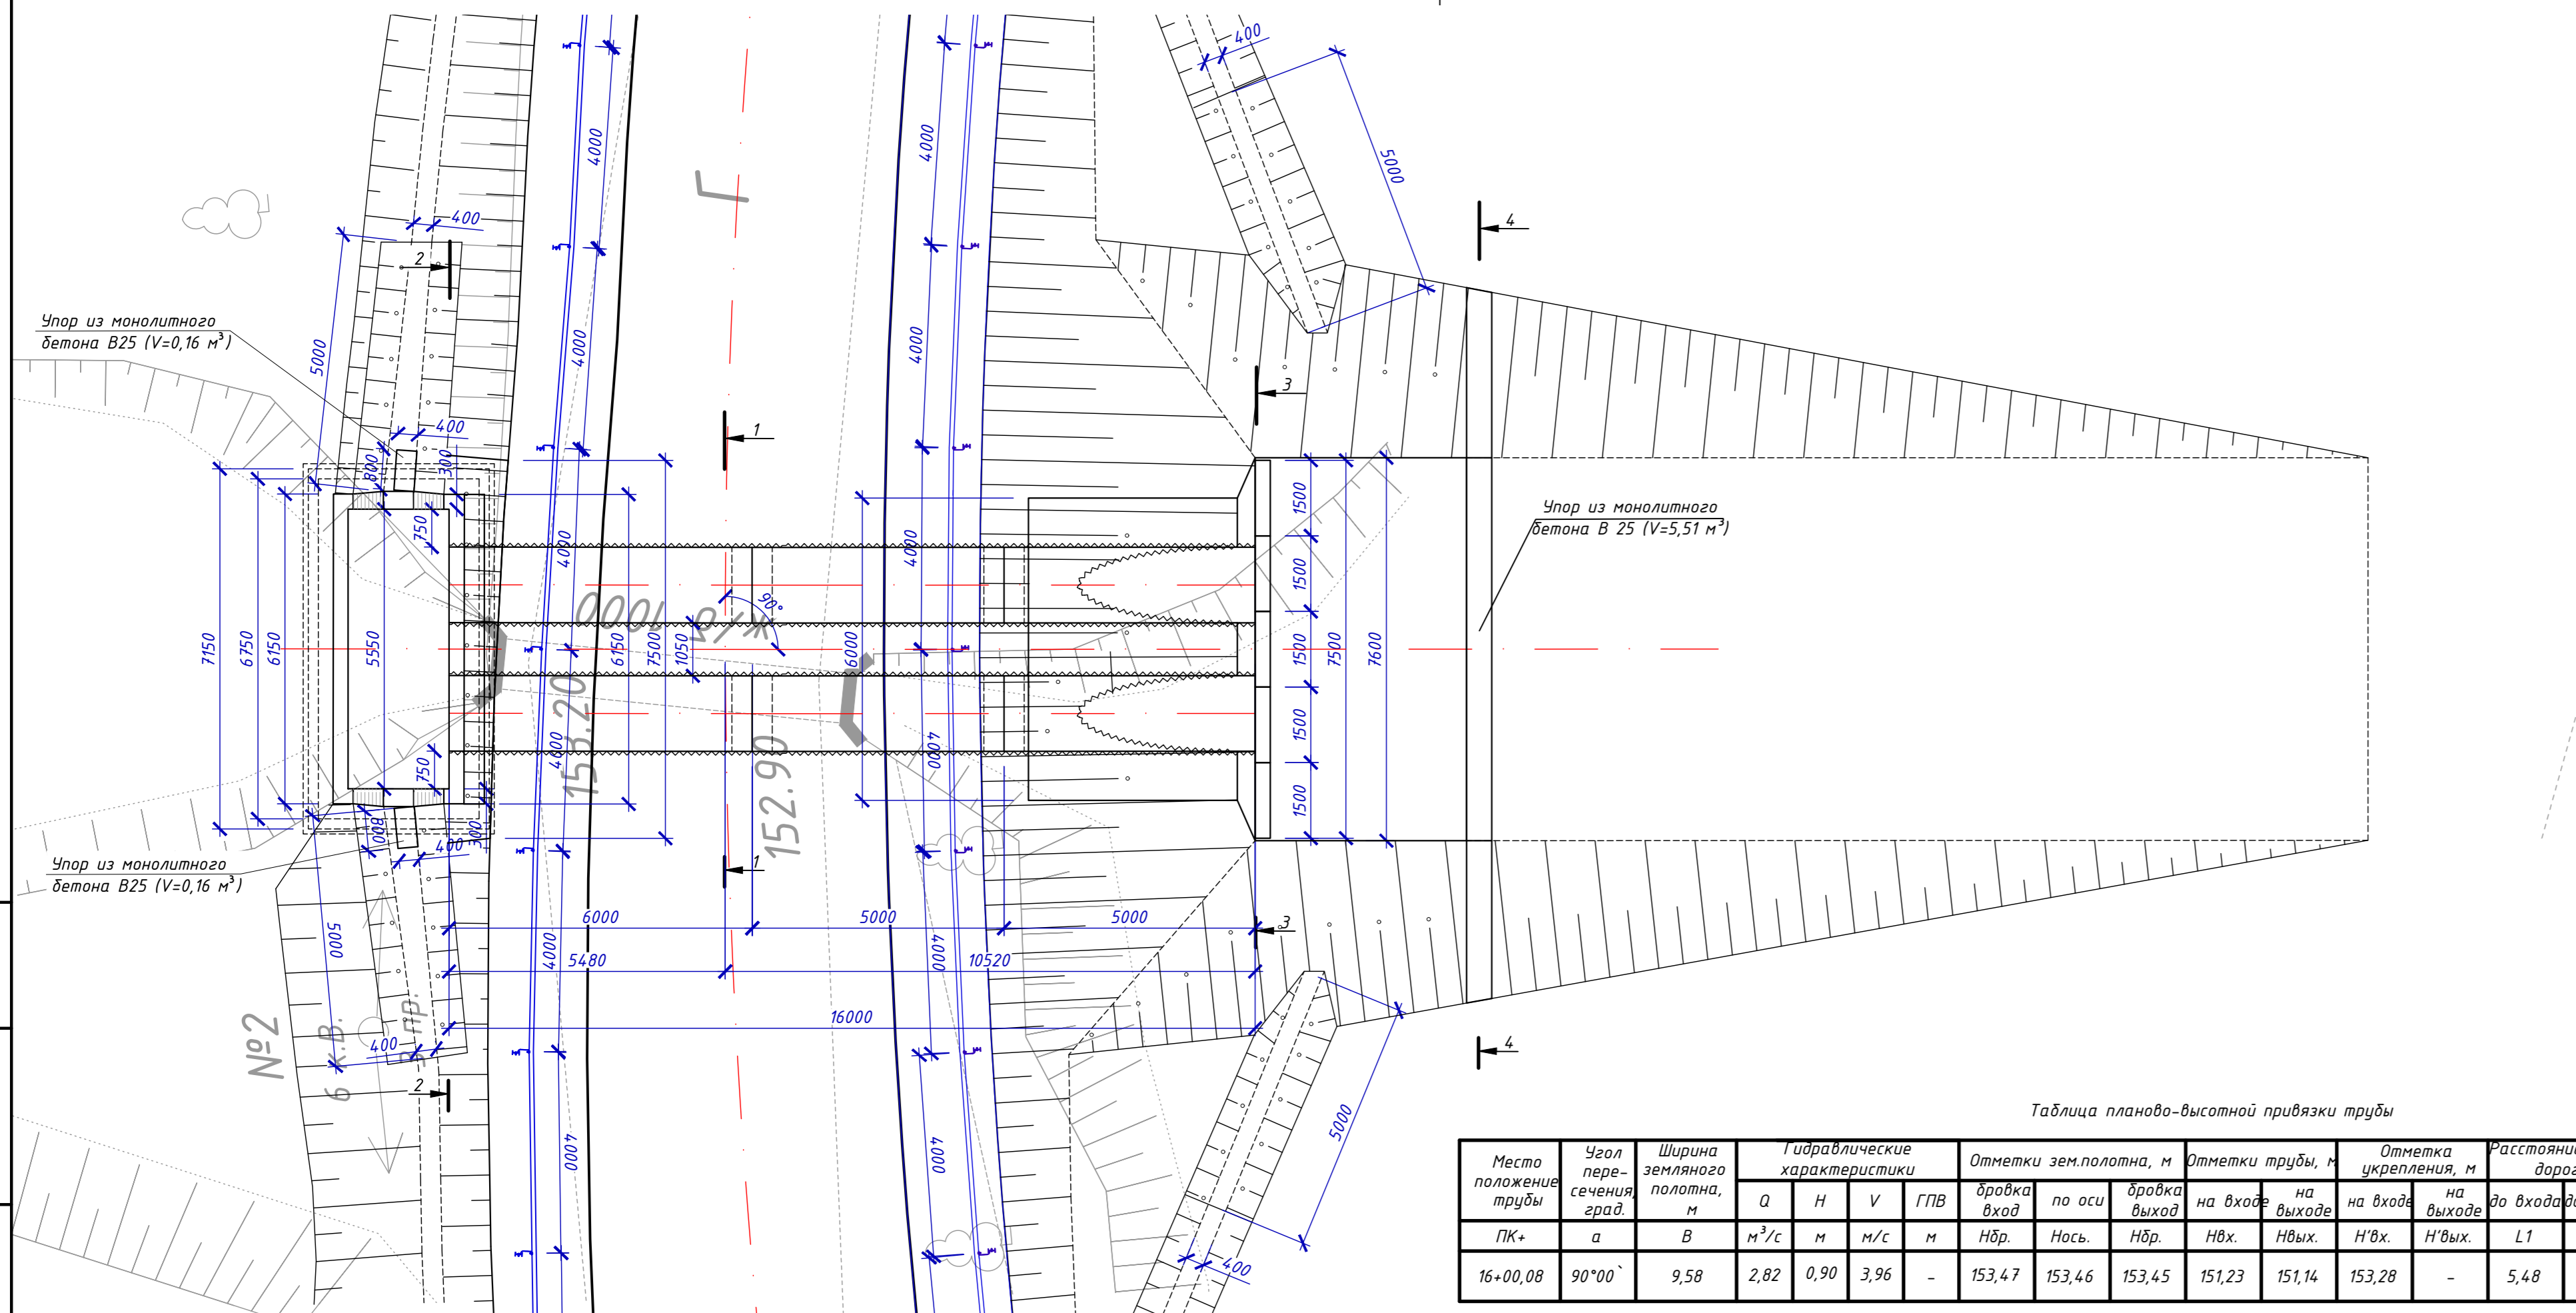 400
5000
4
400
2
Упор из монолитного
бетона В25 (V=0,16 м³)
5000
4000
4000
4000
4000
Г
3
1
400
800
300
750
7150
6750
6150
5550
750
4000
4000
ж/б 1000
90°
6150
7500
1050
6000
4000
4000
153.20
152.90
1500
1500
1500
1500
1500
7500
7600
Упор из монолитного
бетона В 25 (V=5,51 м³)
800
400
300
Упор из монолитного
бетона В25 (V=0,16 м³)
1
6000
5000
5000
3
5480
10520
16000
5000
4000
4000
№2
6 к.в.
3 пр.
400
2
4
4000
4000
5000
400
Таблица планово-высотной привязки трубы
Место положение трубы
Угол пере-сечения, град.
Ширина земляного полотна, м
Гидравлические характеристики
Отметки зем.полотна, м
Отметки трубы, м
Отметка укрепления, м
Q
H
V
ГПВ
бровка вход
по оси
бровка выход
на входе
на выходе
на входе
на выходе
до входа
ПК+
α
В
м³/с
м
м/с
м
Нбр.
Нось.
Нбр.
Нвх.
Нвых.
Н'вх.
Н'вых.
L1
16+00,08
90°00`
9,58
2,82
0,90
3,96
-
153,47
153,46
153,45
151,23
151,14
153,28
-
5,48